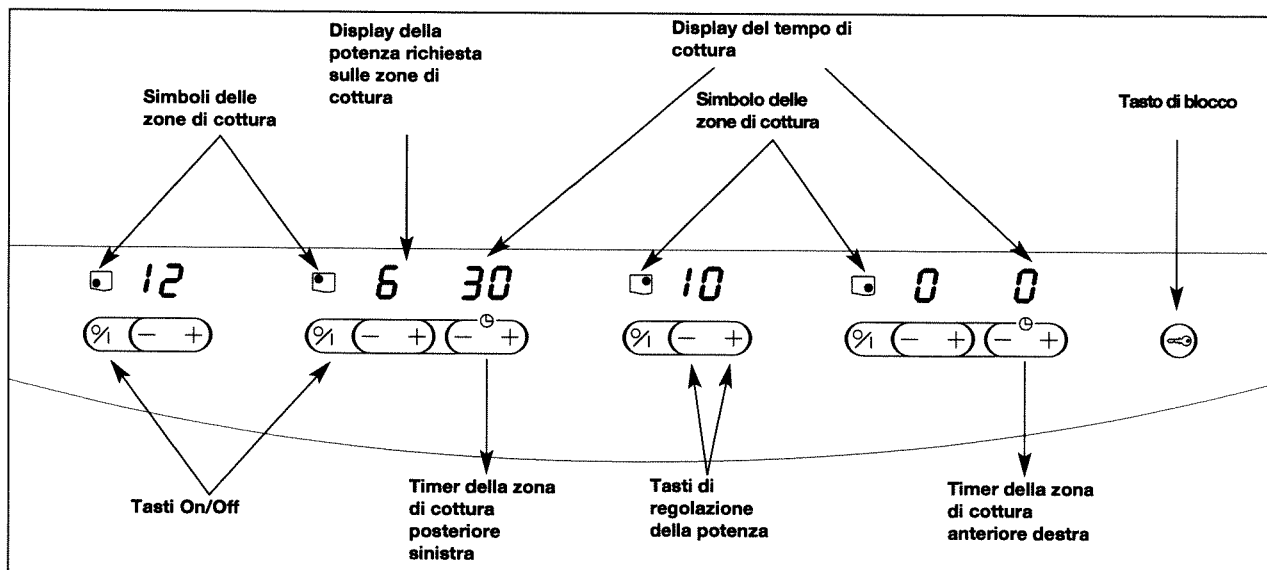 Display della
potenza richiesta
sulle zone di
cottura
Display del tempo di
cottura
Simboli delle
zone di cottura
Simbolo delle
zone di cottura
Tasto di blocco
12
6 30
10
0 0
O/I - +
O/I - + - +
O/I - +
O/I - + - +
Tasti On/Off
Timer della zona
di cottura
posteriore
sinistra
Tasti di
regolazione
della potenza
Timer della zona
di cottura
anteriore destra